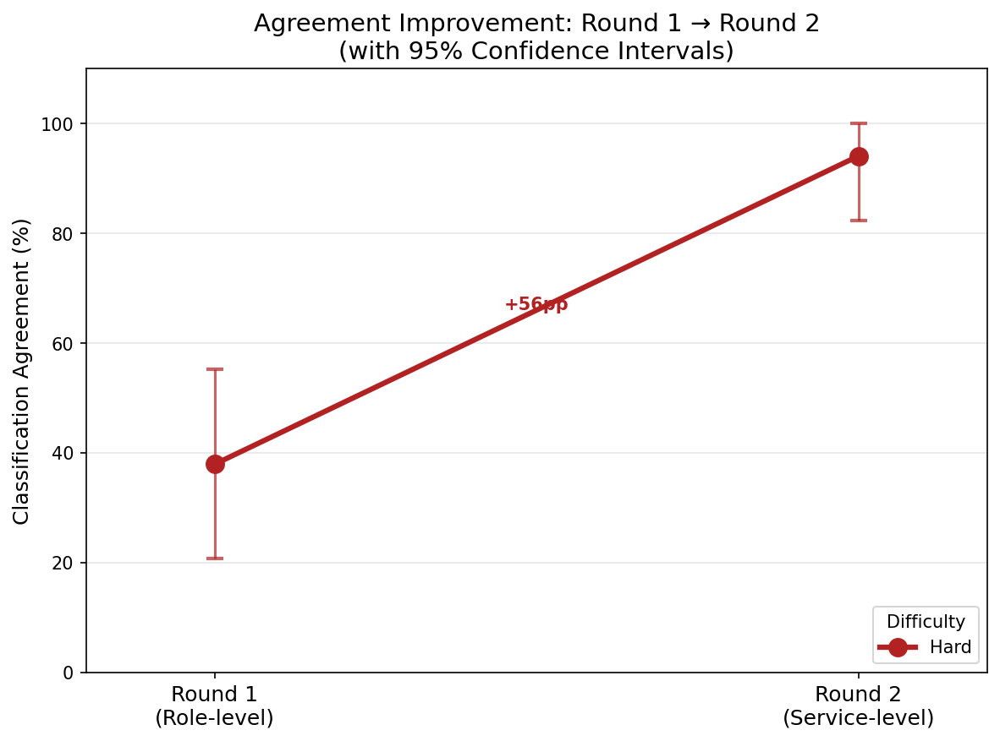 Agreement Improvement: Round 1 → Round 2
(with 95% Confidence Intervals)
Classification Agreement (%)
100
80
60
40
20
0
+56pp
Difficulty
Hard
Round 1
(Role-level)
Round 2
(Service-level)